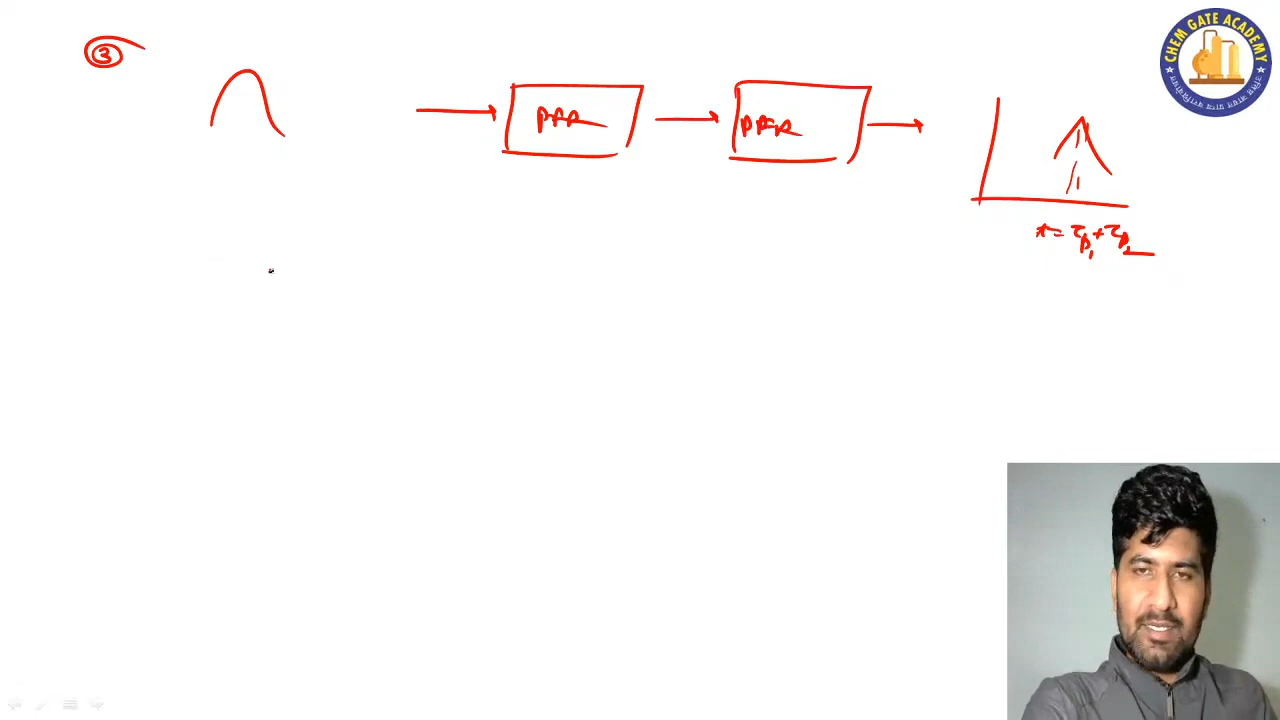 ③
PFR
PFR
t = τp₁ + τp₂
CHEM GATE ACADEMY